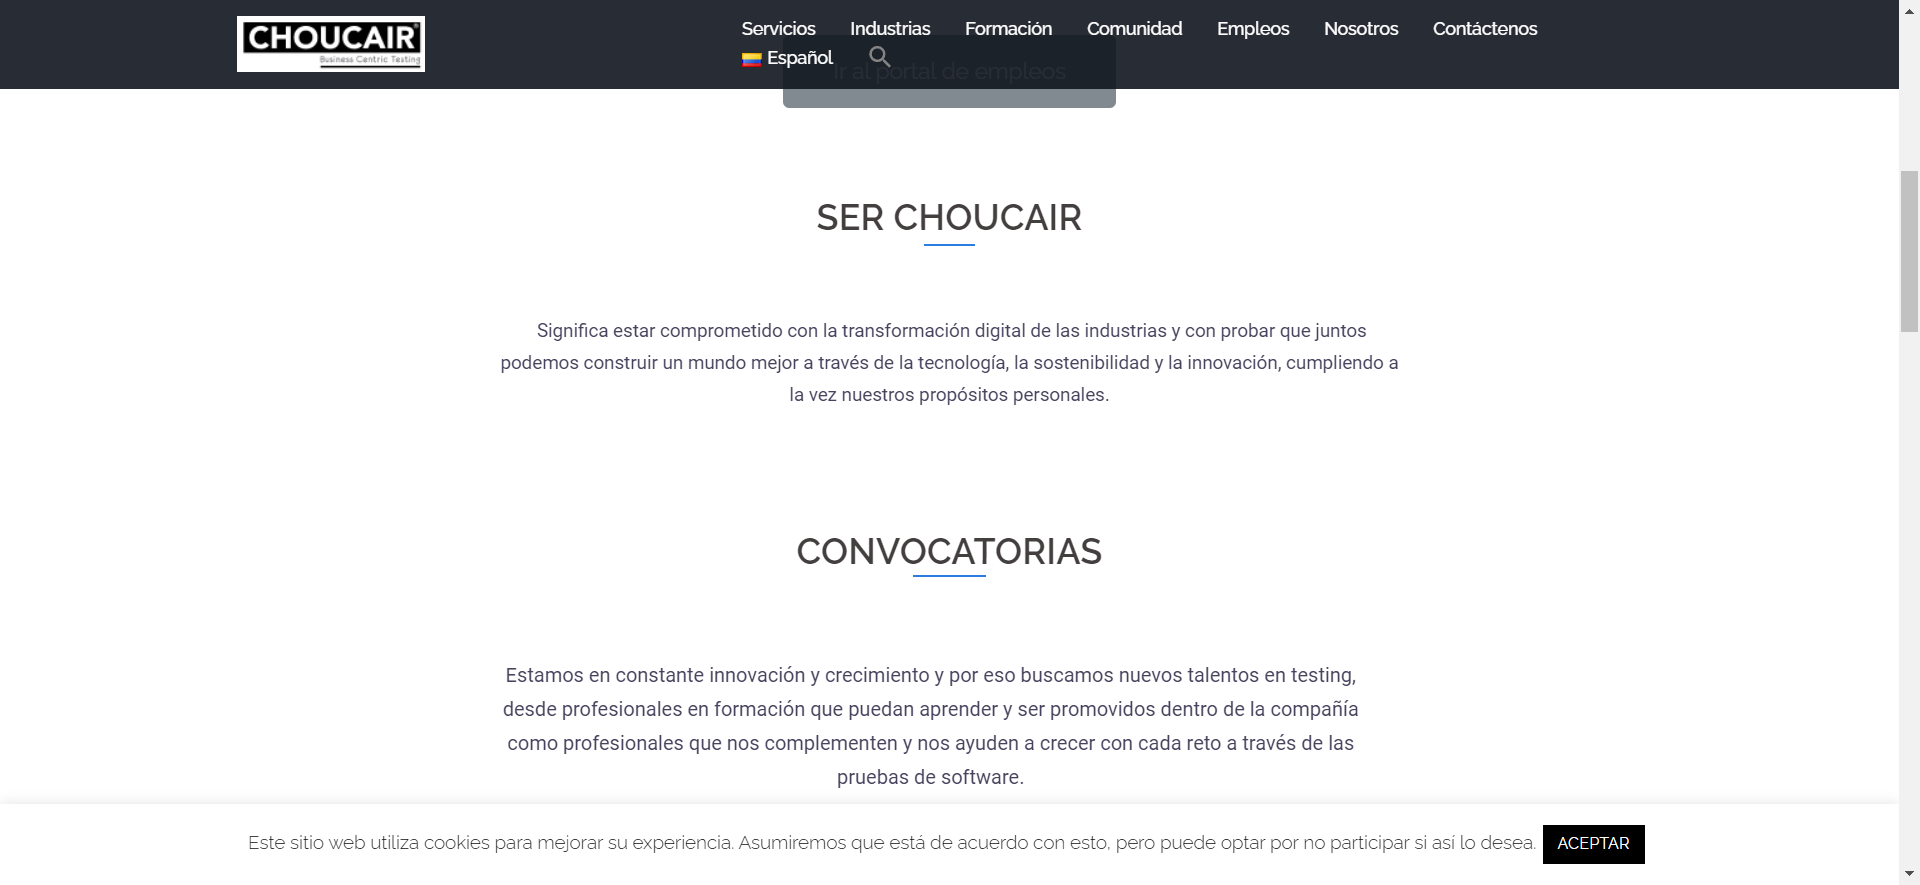 CHOUCAIR
Business Centric Testing
Servicios Industrias Formación Comunidad Empleos Nosotros Contáctenos
Español
Ir al portal de empleos
SER CHOUCAIR
Significa estar comprometido con la transformación digital de las industrias y con probar que juntos
podemos construir un mundo mejor a través de la tecnología, la sostenibilidad y la innovación, cumpliendo a
la vez nuestros propósitos personales.
CONVOCATORIAS
Estamos en constante innovación y crecimiento y por eso buscamos nuevos talentos en testing,
desde profesionales en formación que puedan aprender y ser promovidos dentro de la compañía
como profesionales que nos complementen y nos ayuden a crecer con cada reto a través de las
pruebas de software.
Este sitio web utiliza cookies para mejorar su experiencia. Asumiremos que está de acuerdo con esto, pero puede optar por no participar si así lo desea. ACEPTAR